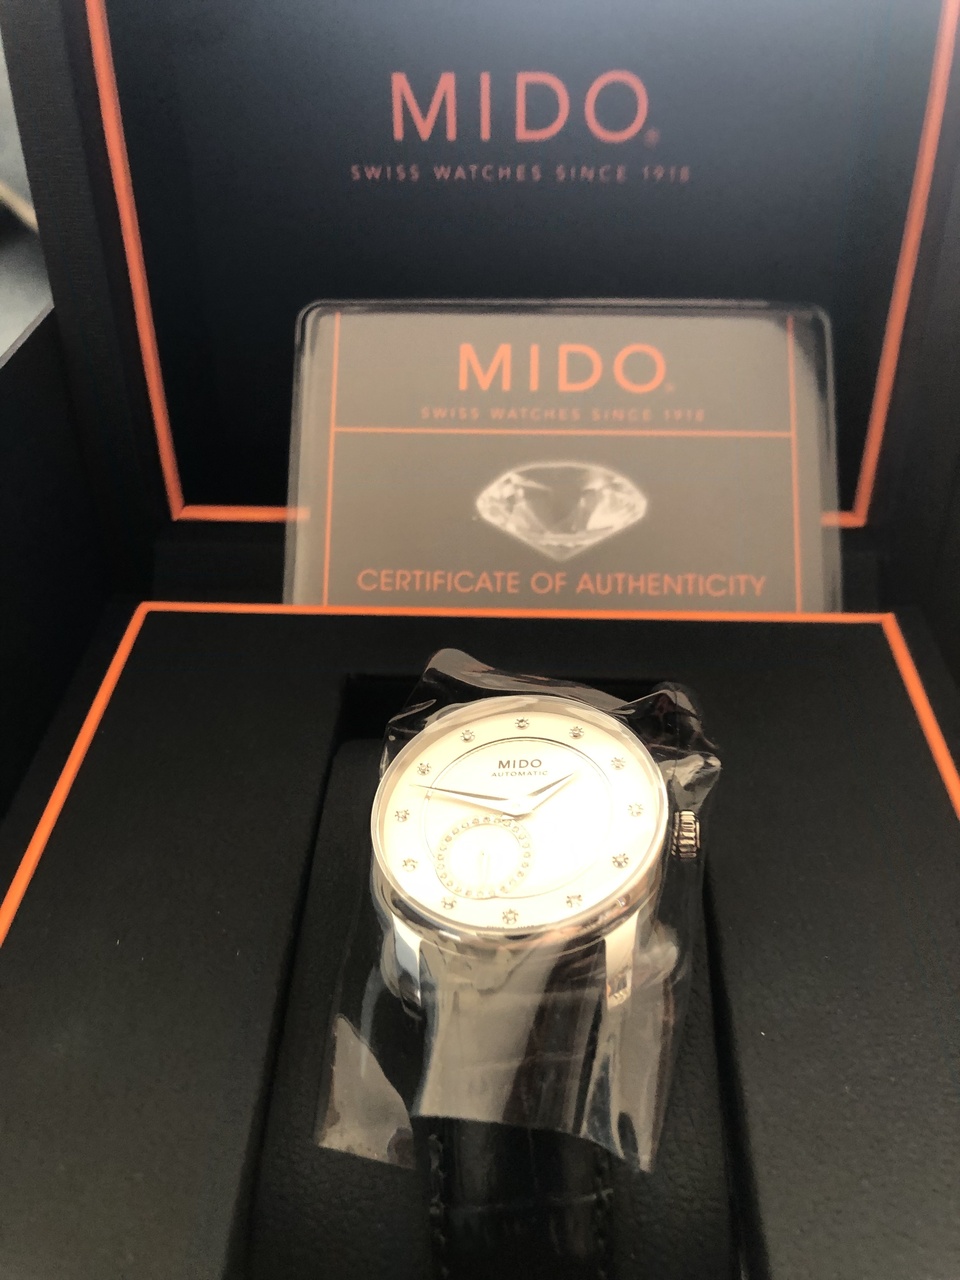 MIDO®
SWISS WATCHES SINCE 1918
MIDO®
SWISS WATCHES SINCE 1918
CERTIFICATE OF AUTHENTICITY
MIDO
AUTOMATIC